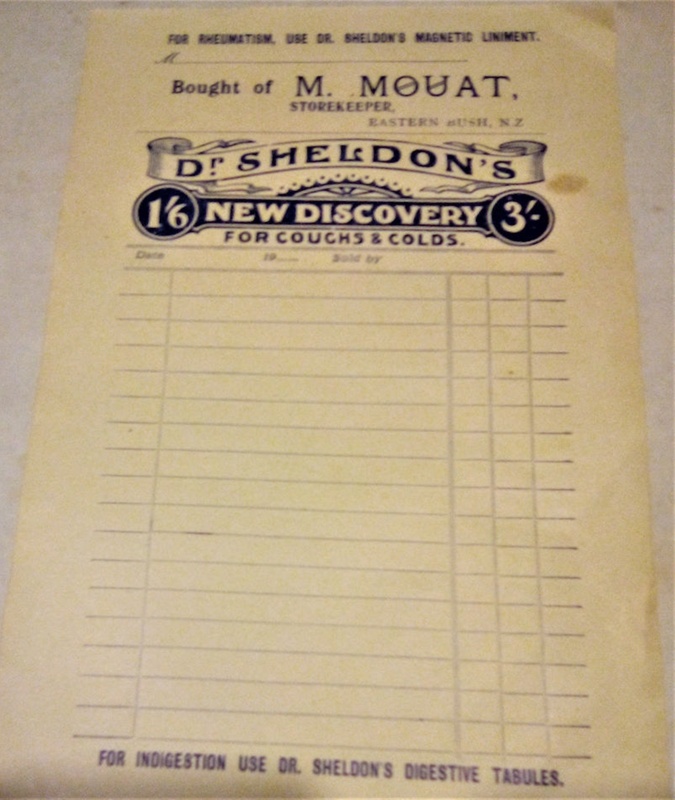 FOR RHEUMATISM, USE DR. SHELDON'S MAGNETIC LINIMENT.
M
Bought of M. MOUAT,
STOREKEEPER,
EASTERN BUSH, N.Z
Dr SHELDON'S
1/6 NEW DISCOVERY 3/-
FOR COUGHS & COLDS.
Date 19 Sold by
FOR INDIGESTION USE DR. SHELDON'S DIGESTIVE TABULES.